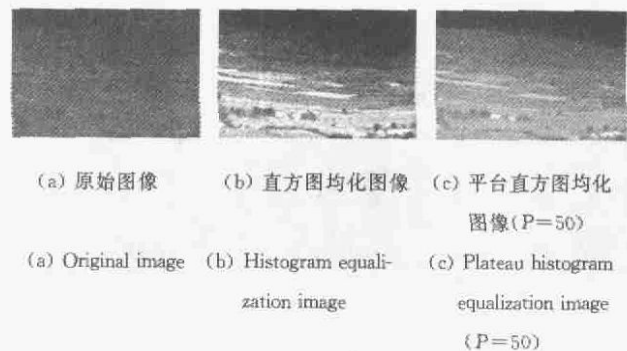 (a) 原始图像
(b) 直方图均化图像
(c) 平台直方图均化
图像(P=50)
(a) Original image
(b) Histogram equali-
zation image
(c) Plateau histogram
equalization image
(P=50)